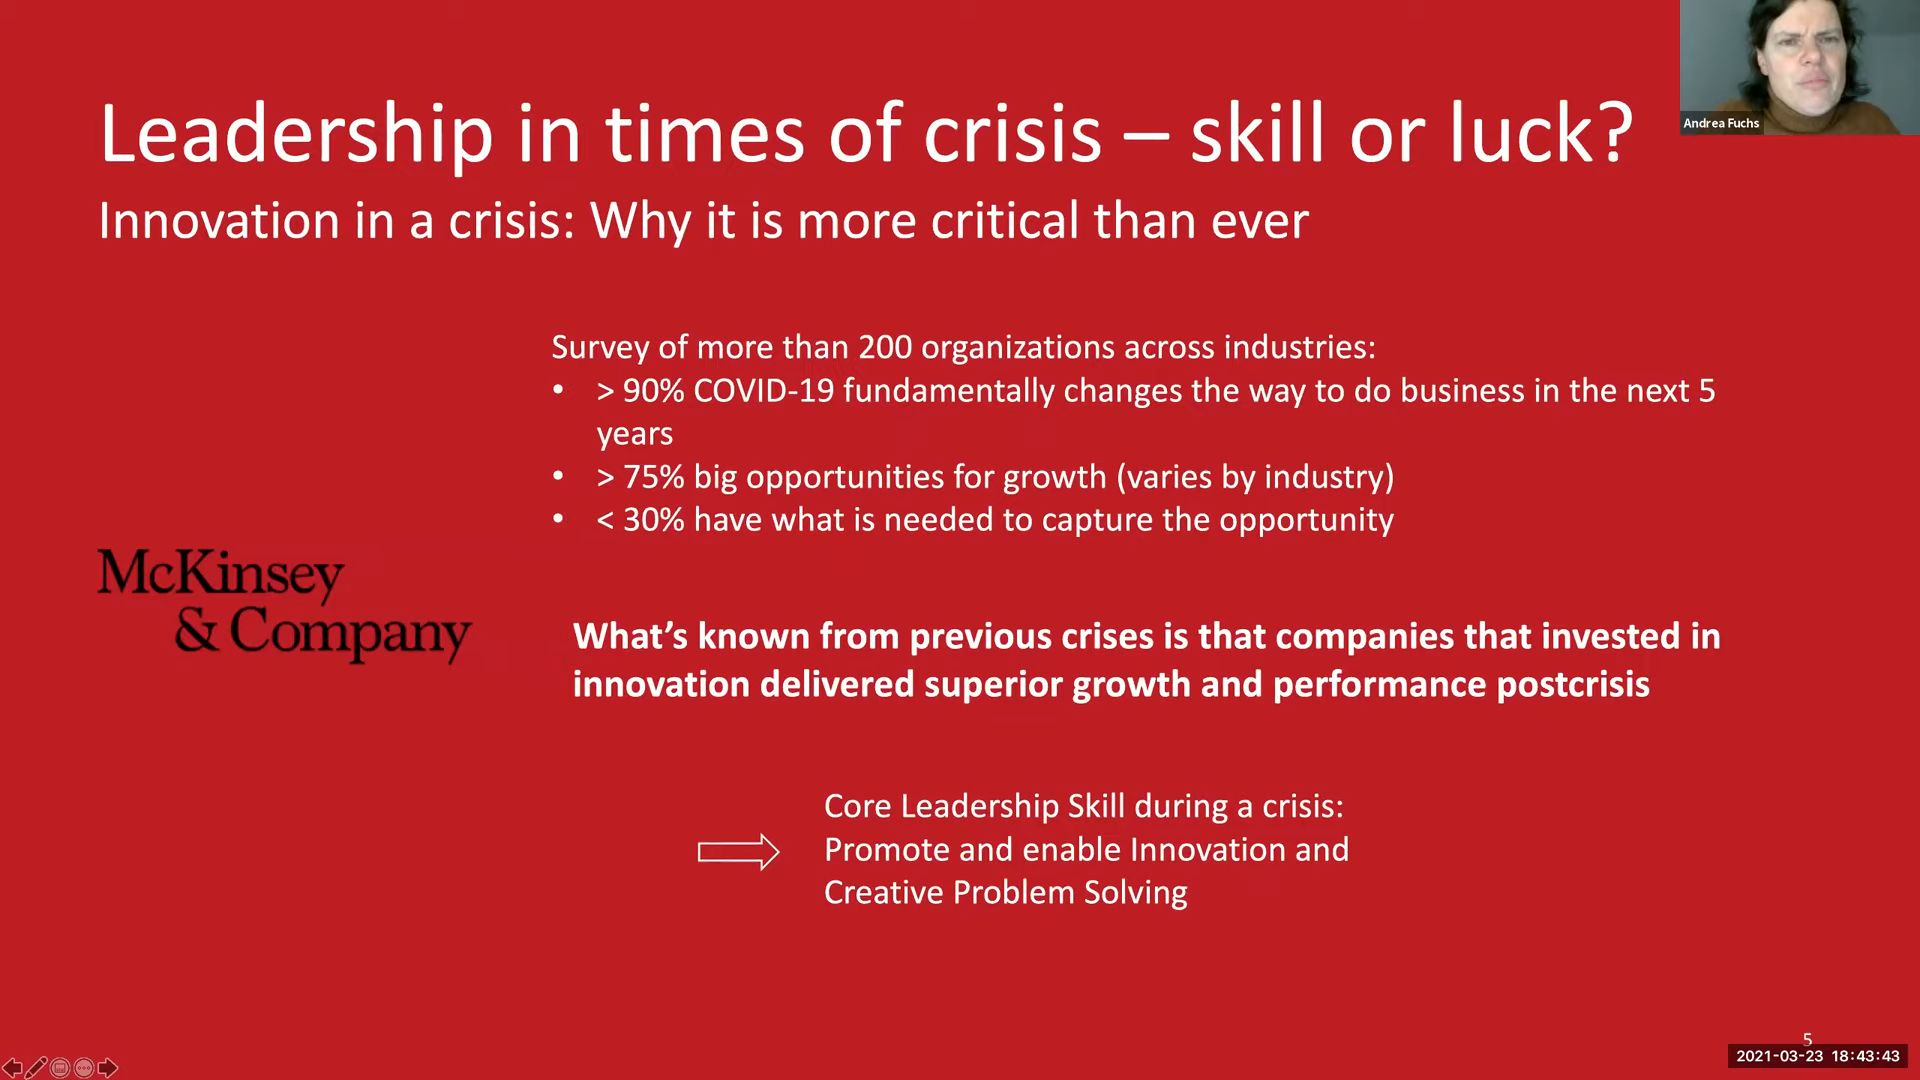 Leadership in times of crisis – skill or luck?
Andrea Fuchs
Innovation in a crisis: Why it is more critical than ever
Survey of more than 200 organizations across industries:
• > 90% COVID-19 fundamentally changes the way to do business in the next 5
years
• > 75% big opportunities for growth (varies by industry)
• < 30% have what is needed to capture the opportunity
McKinsey
& Company
What’s known from previous crises is that companies that invested in
innovation delivered superior growth and performance postcrisis
Core Leadership Skill during a crisis:
Promote and enable Innovation and
Creative Problem Solving
5
2021-03-23 18:43:43